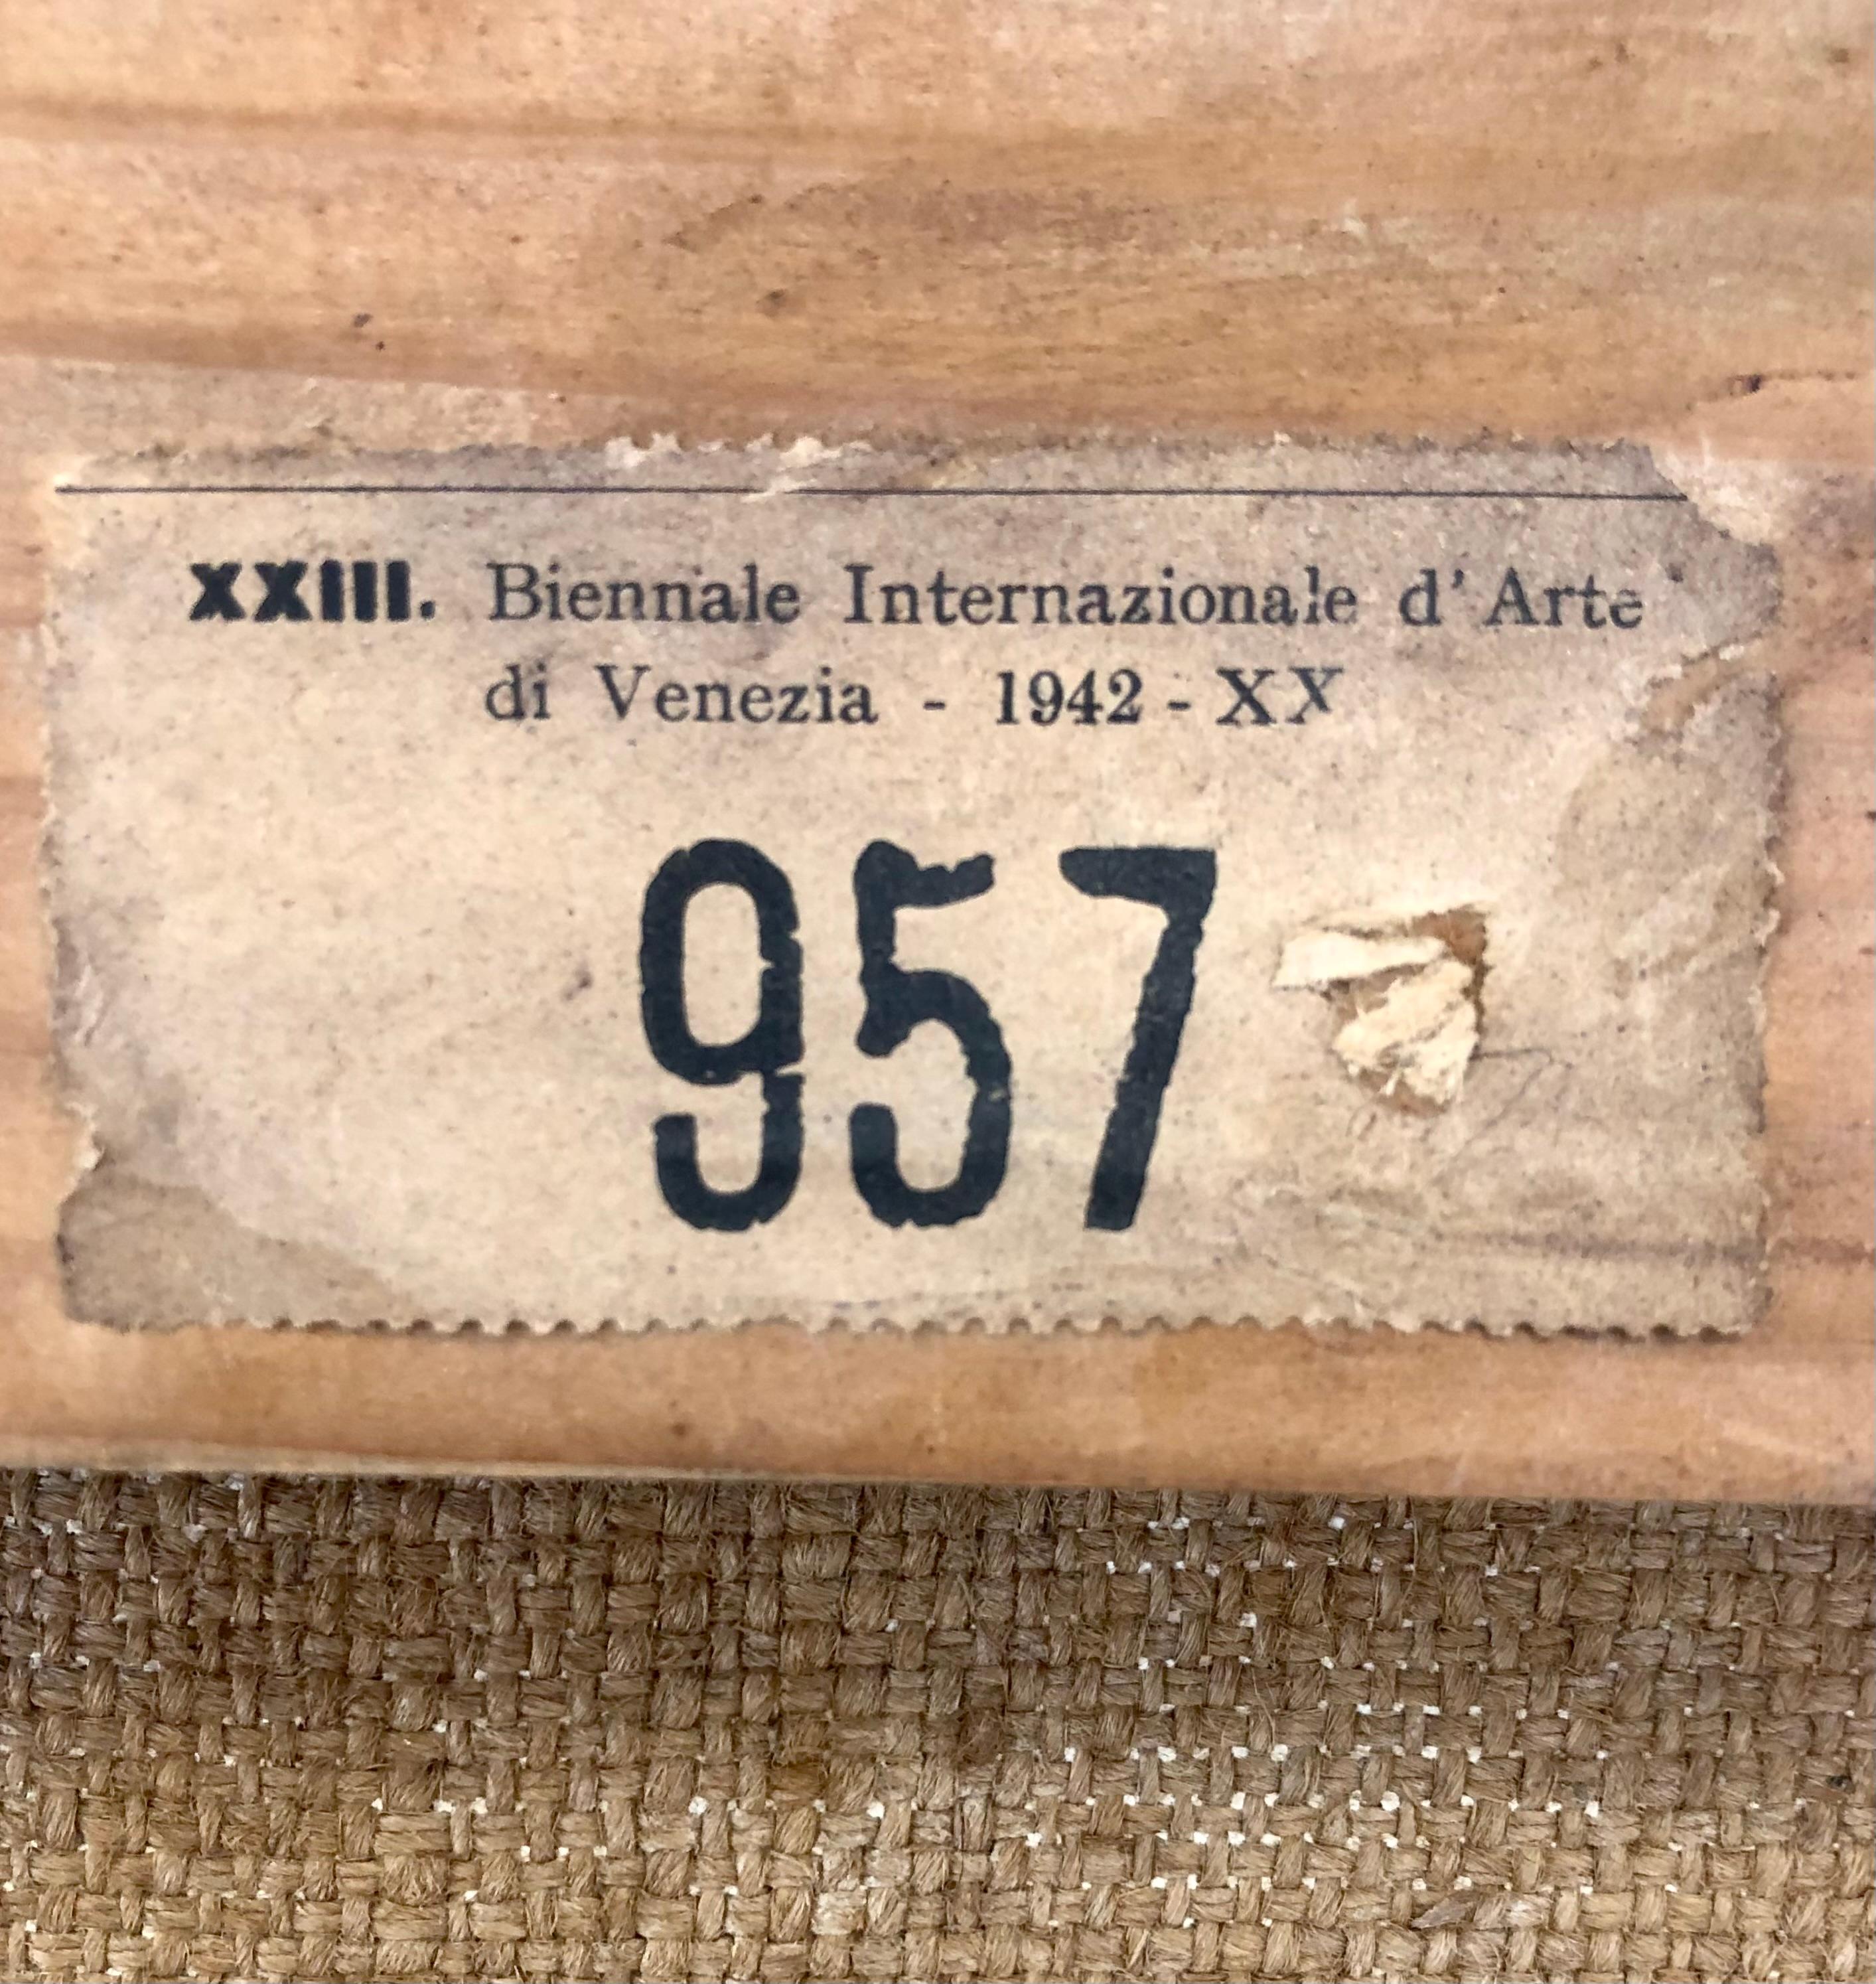 XXIII. Biennale Internazionale d'Arte
di Venezia - 1942 - XX
957